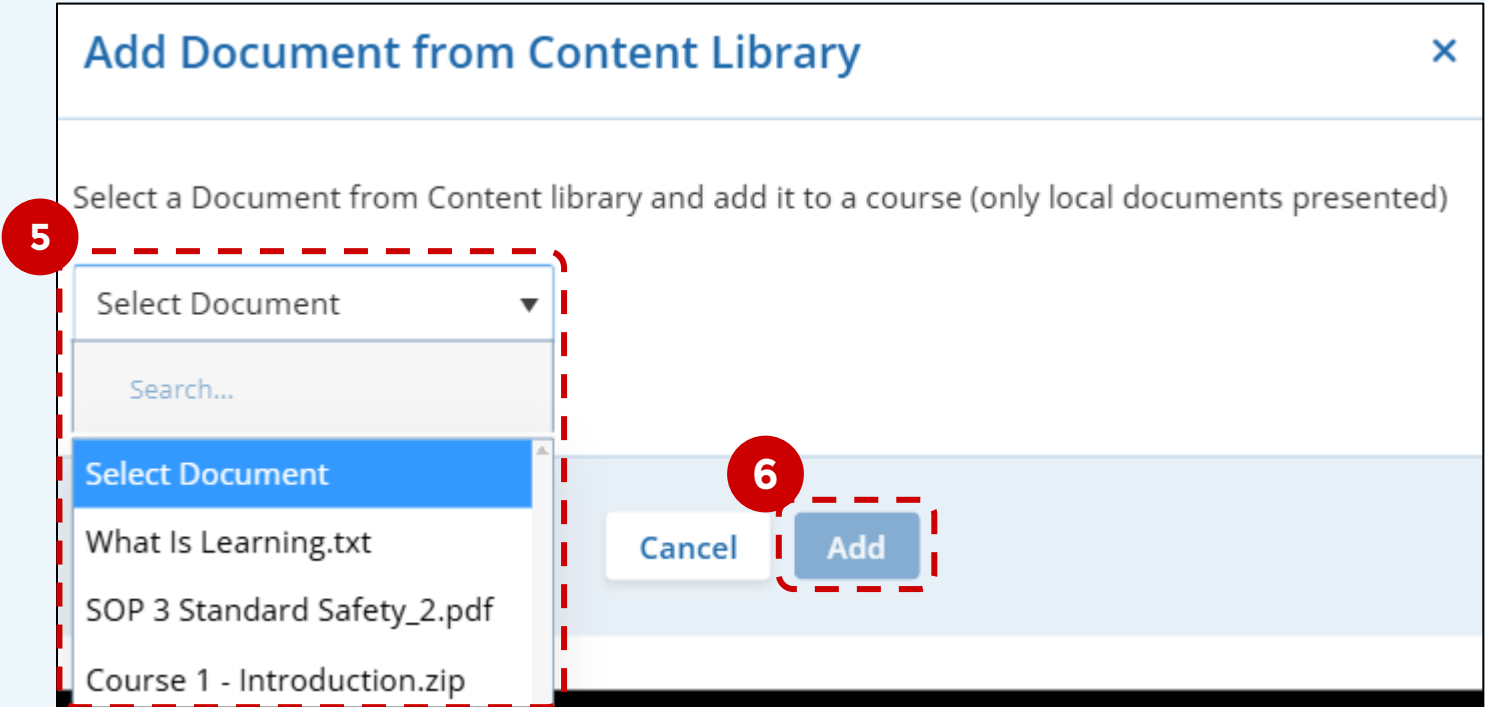 Add Document from Content Library ×
Select a Document from Content library and add it to a course (only local documents presented)
5
Select Document
Search...
Select Document
What Is Learning.txt
SOP 3 Standard Safety_2.pdf
Course 1 - Introduction.zip
6
Cancel
Add